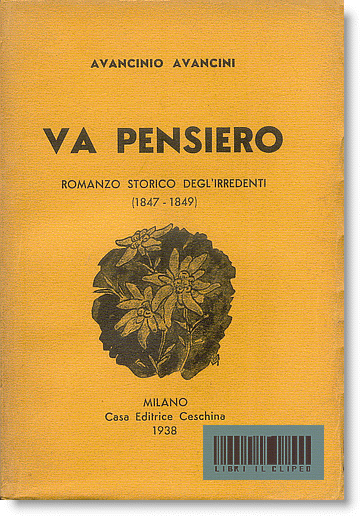 AVANCINIO AVANCINI
VA PENSIERO
ROMANZO STORICO DEGL'IRREDENTI
(1847 - 1849)
MILANO
Casa Editrice Ceschina
1938
LIBRI IL CLIPEO